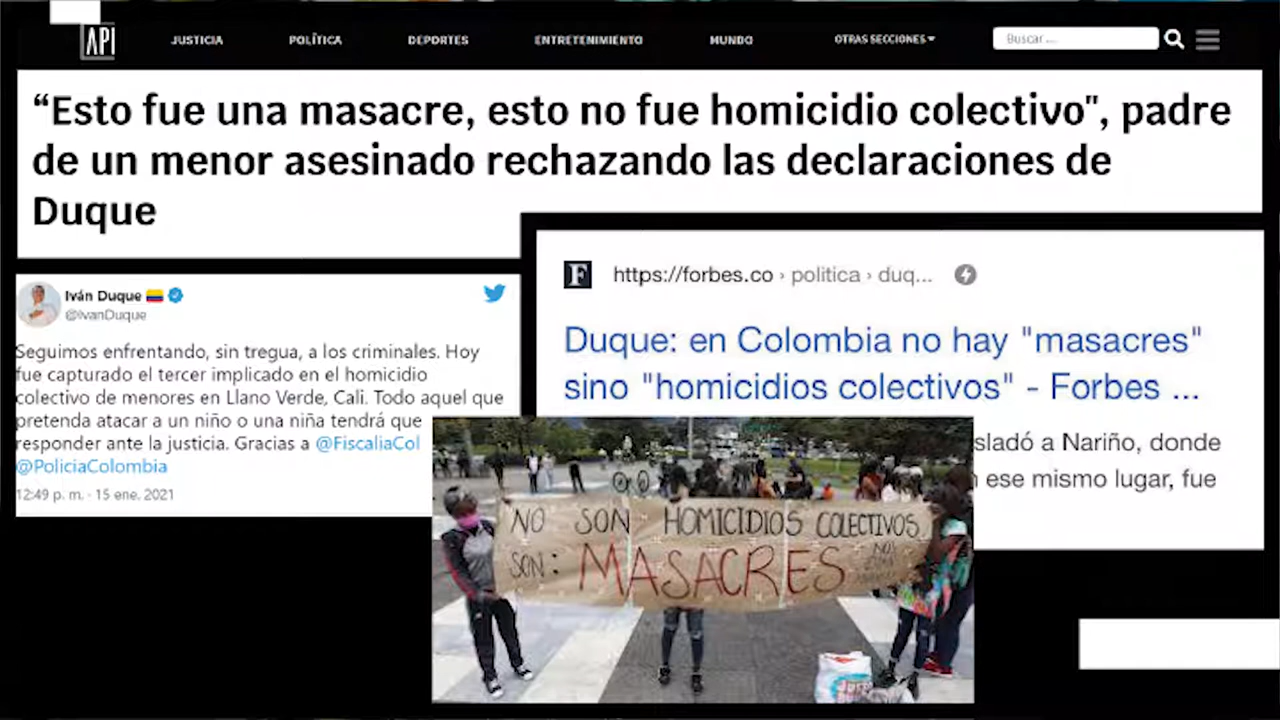 API
JUSTICIA
POLÍTICA
DEPORTES
ENTRETENIMIENTO
MUNDO
OTRAS SECCIONES
Buscar ...
“Esto fue una masacre, esto no fue homicidio colectivo", padre
de un menor asesinado rechazando las declaraciones de
Duque
Iván Duque
@IvanDuque
Seguimos enfrentando, sin tregua, a los criminales. Hoy
fue capturado el tercer implicado en el homicidio
colectivo de menores en Llano Verde, Cali. Todo aquel que
pretenda atacar a un niño o una niña tendrá que
responder ante la justicia. Gracias a @FiscaliaCol
@PoliciaColombia
12:49 p. m. · 15 ene. 2021
F
https://forbes.co › politica › duq...
Duque: en Colombia no hay "masacres"
sino "homicidios colectivos" - Forbes ...
sladó a Nariño, donde
ese mismo lugar, fue
NO SON HOMICIDIOS COLECTIVOS
SON: MASACRES
NOS